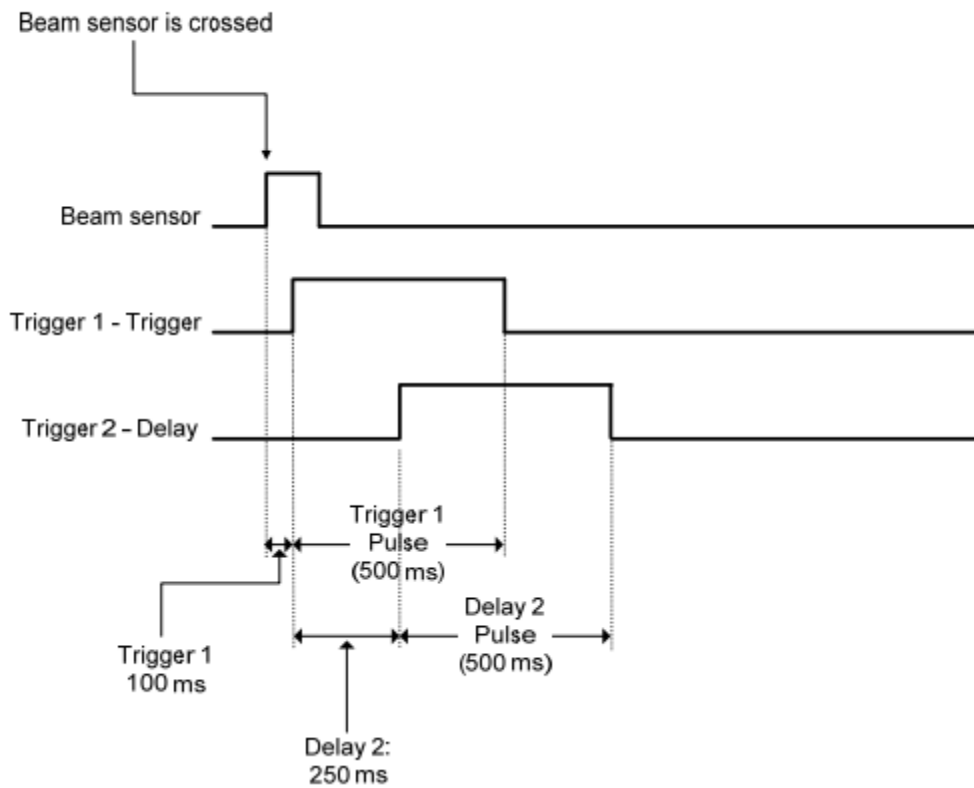 Beam sensor is crossed
Beam sensor
Trigger 1 - Trigger
Trigger 2 - Delay
Trigger 1
Pulse
(500 ms)
Delay 2
Pulse
(500 ms)
Trigger 1
100 ms
Delay 2:
250 ms